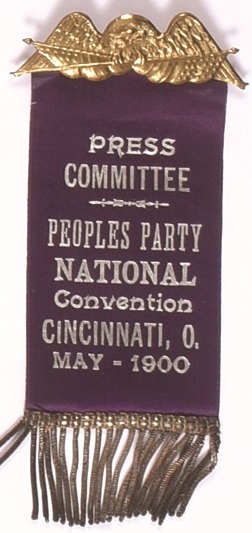 PRESS
COMMITTEE
PEOPLES PARTY
NATIONAL
Convention
CINCINNATI, O.
MAY - 1900